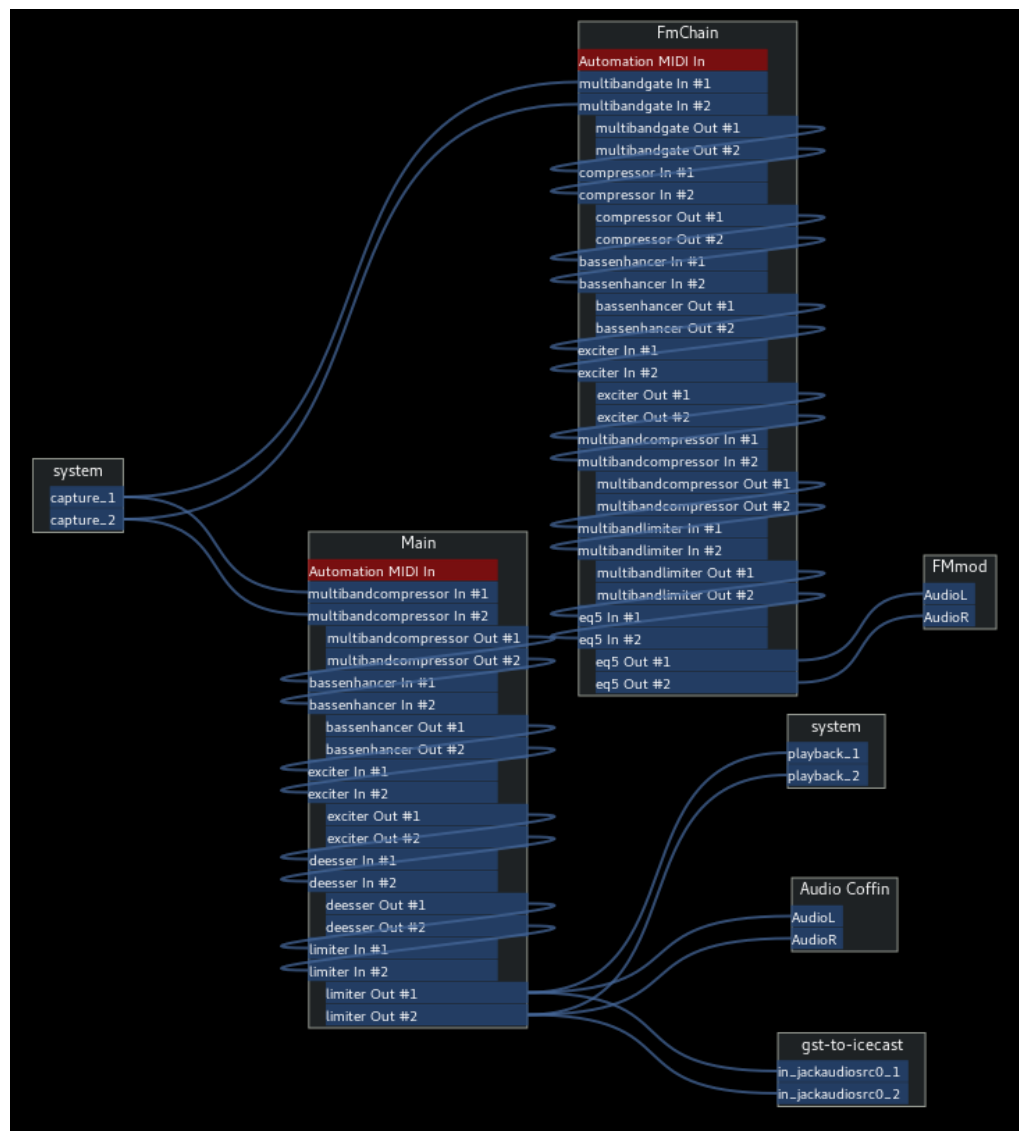 FmChain
Automation MIDI In
multibandgate In #1
multibandgate In #2
multibandgate Out #1
multibandgate Out #2
compressor In #1
compressor In #2
compressor Out #1
compressor Out #2
bassenhancer In #1
bassenhancer In #2
bassenhancer Out #1
bassenhancer Out #2
exciter In #1
exciter In #2
exciter Out #1
exciter Out #2
multibandcompressor In #1
multibandcompressor In #2
multibandcompressor Out #1
multibandcompressor Out #2
multibandlimiter In #1
multibandlimiter In #2
multibandlimiter Out #1
multibandlimiter Out #2
eq5 In #1
eq5 In #2
eq5 Out #1
eq5 Out #2
system
capture_1
capture_2
Main
Automation MIDI In
multibandcompressor In #1
multibandcompressor In #2
multibandcompressor Out #1
multibandcompressor Out #2
bassenhancer In #1
bassenhancer In #2
bassenhancer Out #1
bassenhancer Out #2
exciter In #1
exciter In #2
exciter Out #1
exciter Out #2
deesser In #1
deesser In #2
deesser Out #1
deesser Out #2
limiter In #1
limiter In #2
limiter Out #1
limiter Out #2
FMmod
AudioL
AudioR
system
playback_1
playback_2
Audio Coffin
AudioL
AudioR
gst-to-icecast
in_jackaudiosrc0_1
in_jackaudiosrc0_2